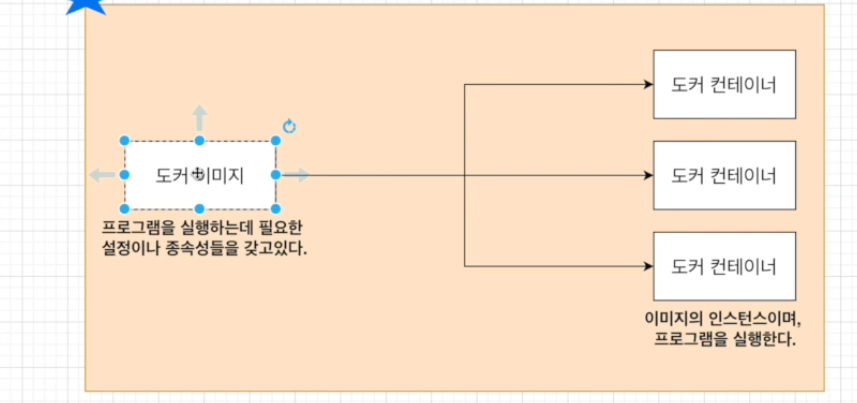 도커 컨테이너
도커 이미지
도커 컨테이너
프로그램을 실행하는데 필요한
설정이나 종속성들을 갖고있다.
도커 컨테이너
이미지의 인스턴스이며,
프로그램을 실행한다.